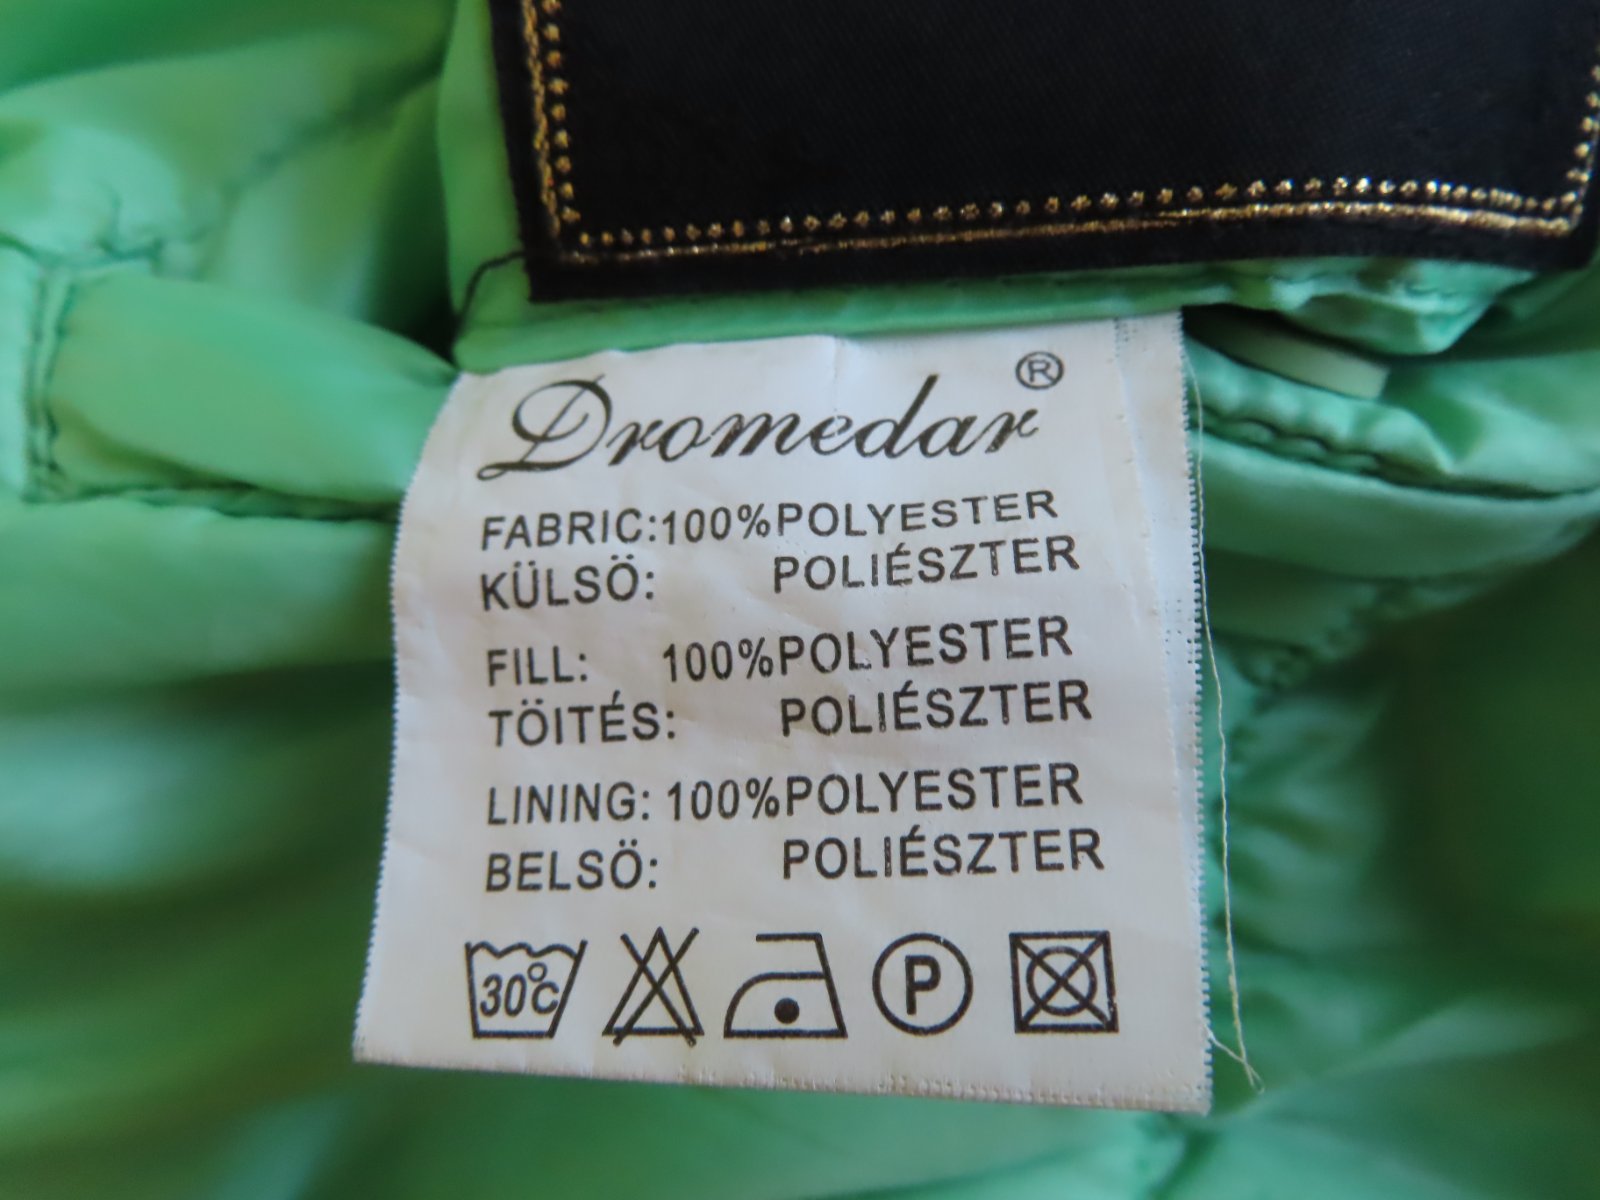 Dromedar®
FABRIC:100%POLYESTER
KÜLSÖ: POLIÉSZTER
FILL: 100%POLYESTER
TÖITÉS: POLIÉSZTER
LINING: 100%POLYESTER
BELSÖ: POLIÉSZTER
30°C P